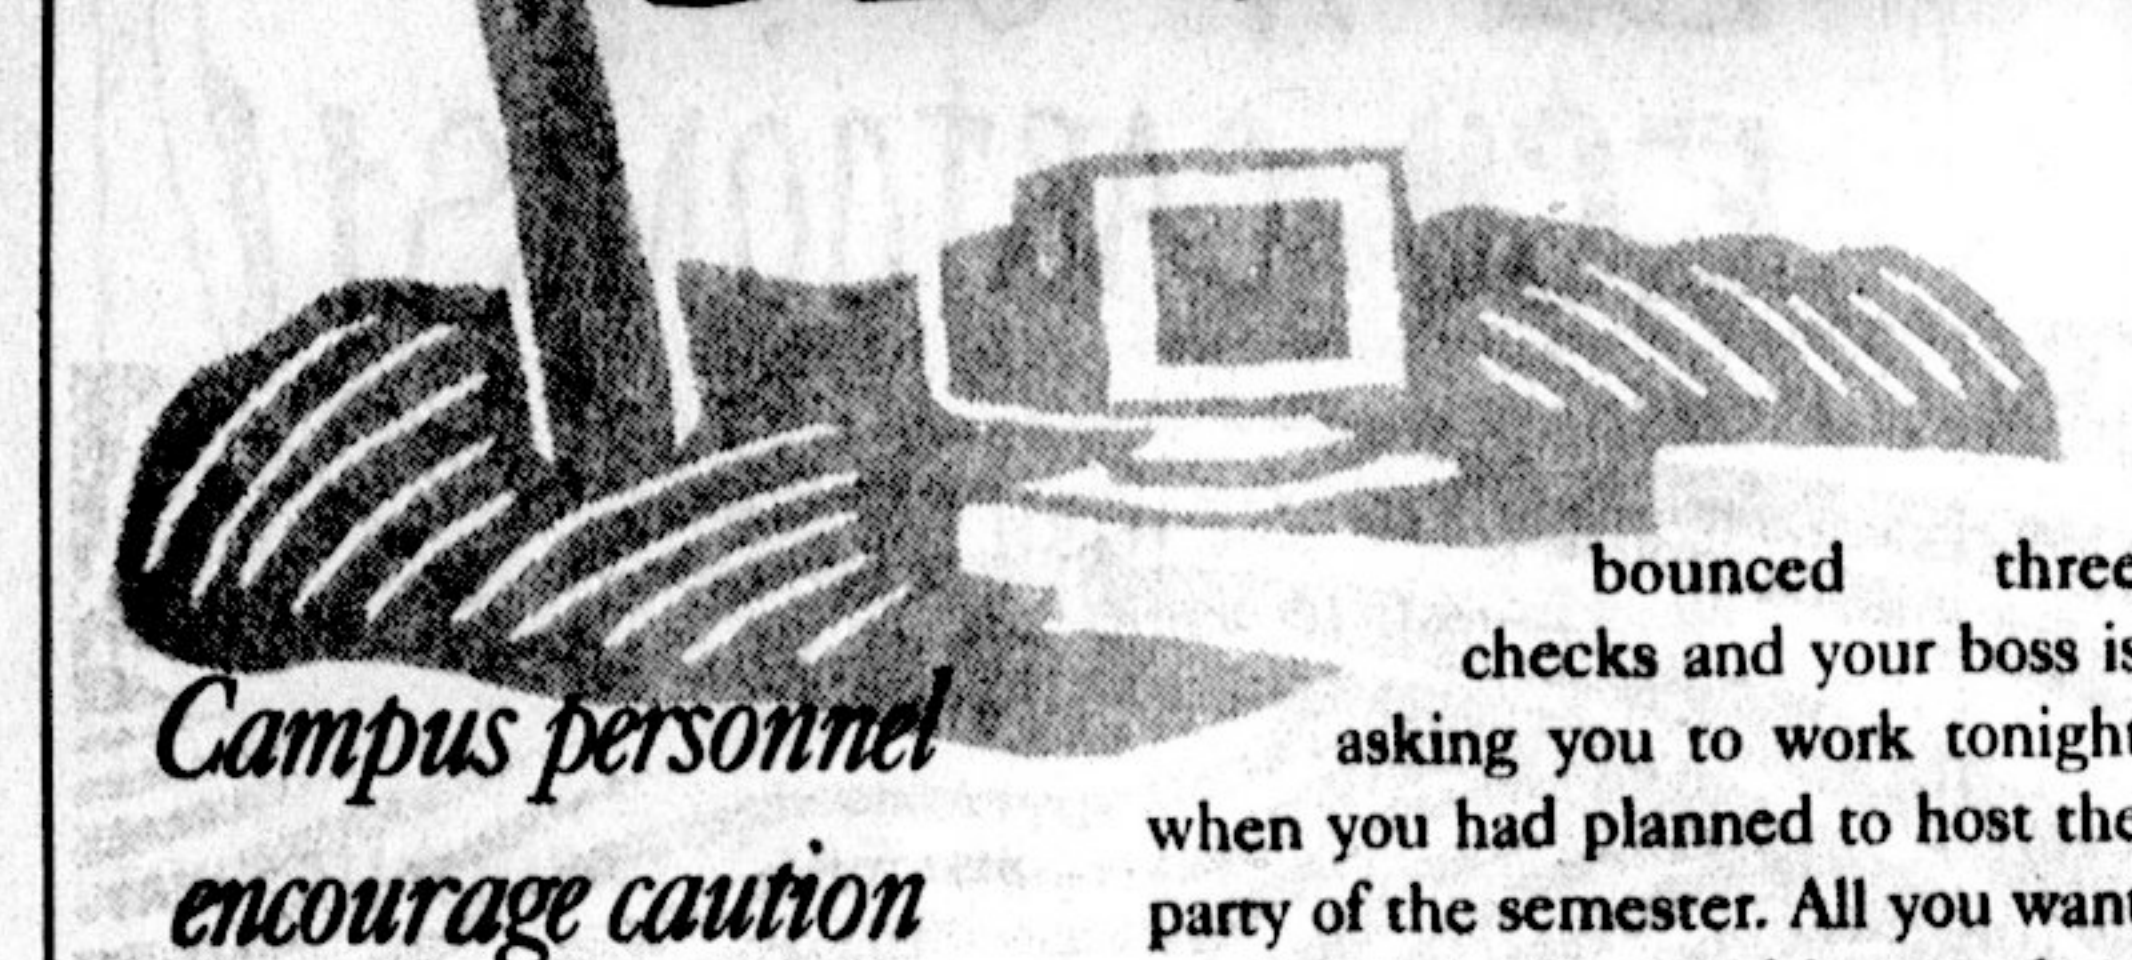 Campus personnel
encourage caution
bounced three
checks and your boss is
asking you to work tonight
when you had planned to host the
party of the semester. All you want